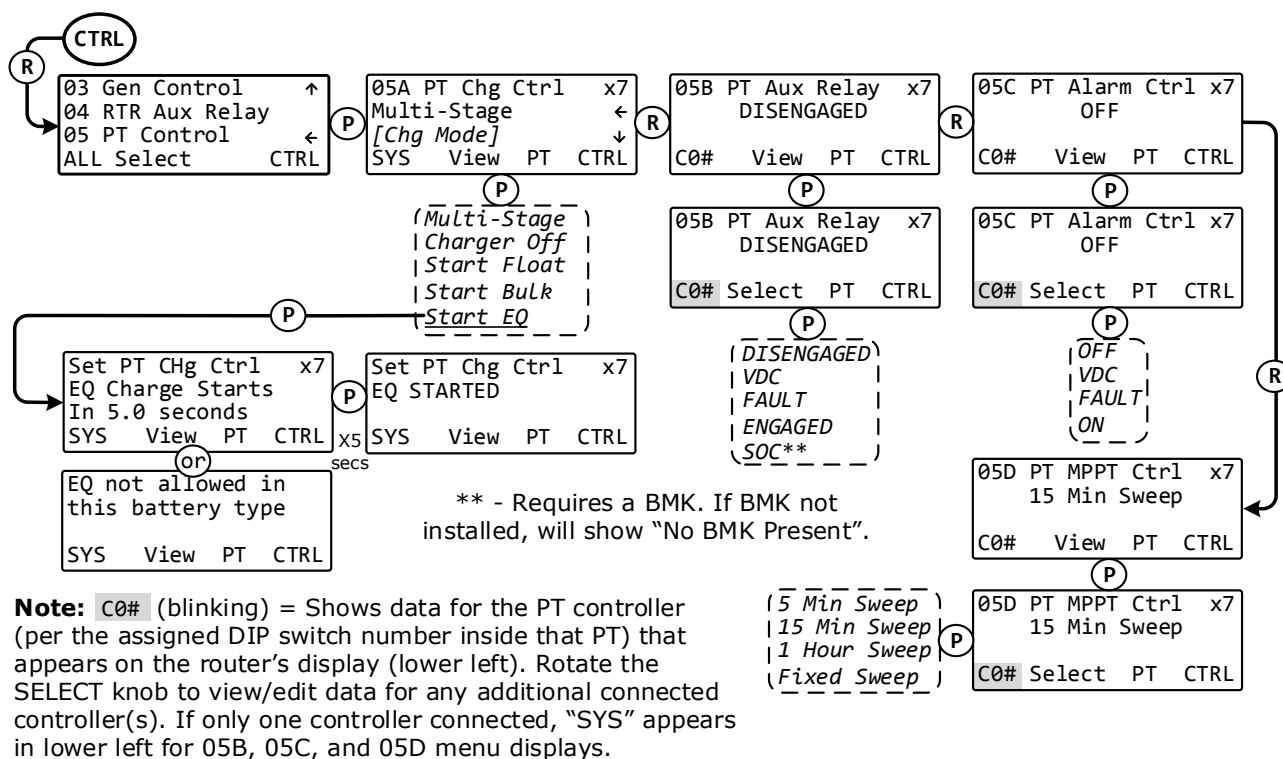 CTRL
R
03 Gen Control ↑
04 RTR Aux Relay
05 PT Control ←
ALL Select CTRL
P
05A PT Chg Ctrl x7
Multi-Stage ←
[Chg Mode] ↓
SYS View PT CTRL
R
05B PT Aux Relay x7
DISENGAGED
C0# View PT CTRL
R
05C PT Alarm Ctrl x7
OFF
C0# View PT CTRL
P
Multi-Stage
Charger Off
Start Float
Start Bulk
Start EQ
P
05B PT Aux Relay x7
DISENGAGED
C0# Select PT CTRL
P
DISENGAGED
VDC
FAULT
ENGAGED
SOC**
P
05C PT Alarm Ctrl x7
OFF
C0# Select PT CTRL
P
OFF
VDC
FAULT
ON
R
P
Set PT CHg Ctrl x7
EQ Charge Starts
In 5.0 seconds
SYS View PT CTRL
P
X5
secs
Set PT Chg Ctrl x7
EQ STARTED
SYS View PT CTRL
or
EQ not allowed in
this battery type
SYS View PT CTRL
** - Requires a BMK. If BMK not
installed, will show “No BMK Present”.
05D PT MPPT Ctrl x7
15 Min Sweep
C0# View PT CTRL
P
05D PT MPPT Ctrl x7
15 Min Sweep
C0# Select PT CTRL
P
5 Min Sweep
15 Min Sweep
1 Hour Sweep
Fixed Sweep
Note: C0# (blinking) = Shows data for the PT controller
(per the assigned DIP switch number inside that PT) that
appears on the router’s display (lower left). Rotate the
SELECT knob to view/edit data for any additional connected
controller(s). If only one controller connected, “SYS” appears
in lower left for 05B, 05C, and 05D menu displays.